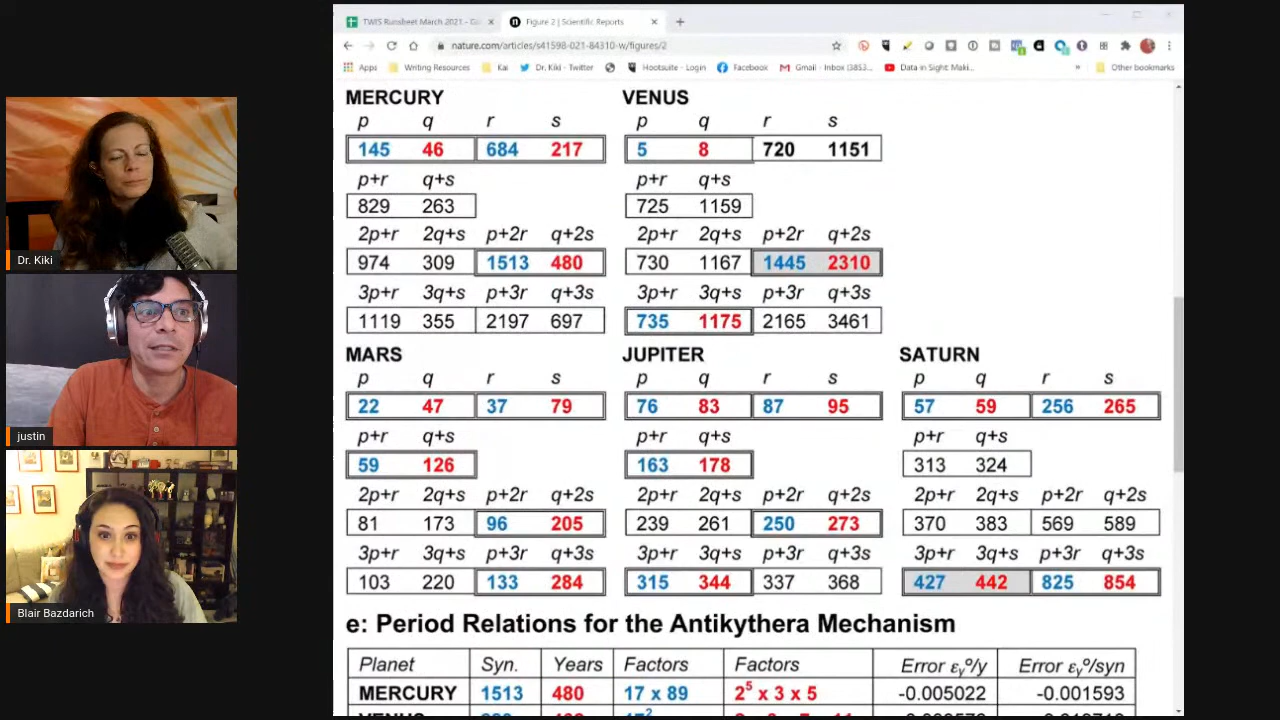 TWIS Runsheet March 2021 - Go
Figure 2 | Scientific Reports
nature.com/articles/s41598-021-84310-w/figures/2
Apps Writing Resources Kai Dr. Kiki - Twitter Hootsuite - Login Facebook Gmail - Inbox (3853... Data in Sight: Maki... » Other bookmarks
MERCURY VENUS
p q r s p q r s
145 46 684 217 5 8 720 1151
p+r q+s p+r q+s
829 263 725 1159
2p+r 2q+s p+2r q+2s 2p+r 2q+s p+2r q+2s
974 309 1513 480 730 1167 1445 2310
3p+r 3q+s p+3r q+3s 3p+r 3q+s p+3r q+3s
1119 355 2197 697 735 1175 2165 3461
MARS JUPITER SATURN
p q r s p q r s p q r s
22 47 37 79 76 83 87 95 57 59 256 265
p+r q+s p+r q+s p+r q+s
59 126 163 178 313 324
2p+r 2q+s p+2r q+2s 2p+r 2q+s p+2r q+2s 2p+r 2q+s p+2r q+2s
81 173 96 205 239 261 250 273 370 383 569 589
3p+r 3q+s p+3r q+3s 3p+r 3q+s p+3r q+3s 3p+r 3q+s p+3r q+3s
103 220 133 284 315 344 337 368 427 442 825 854
e: Period Relations for the Antikythera Mechanism
Planet Syn. Years Factors Factors Error εᵧº/y Error εᵧº/syn
MERCURY 1513 480 17 x 89 2⁵ x 3 x 5 -0.005022 -0.001593
Dr. Kiki
justin
Blair Bazdarich